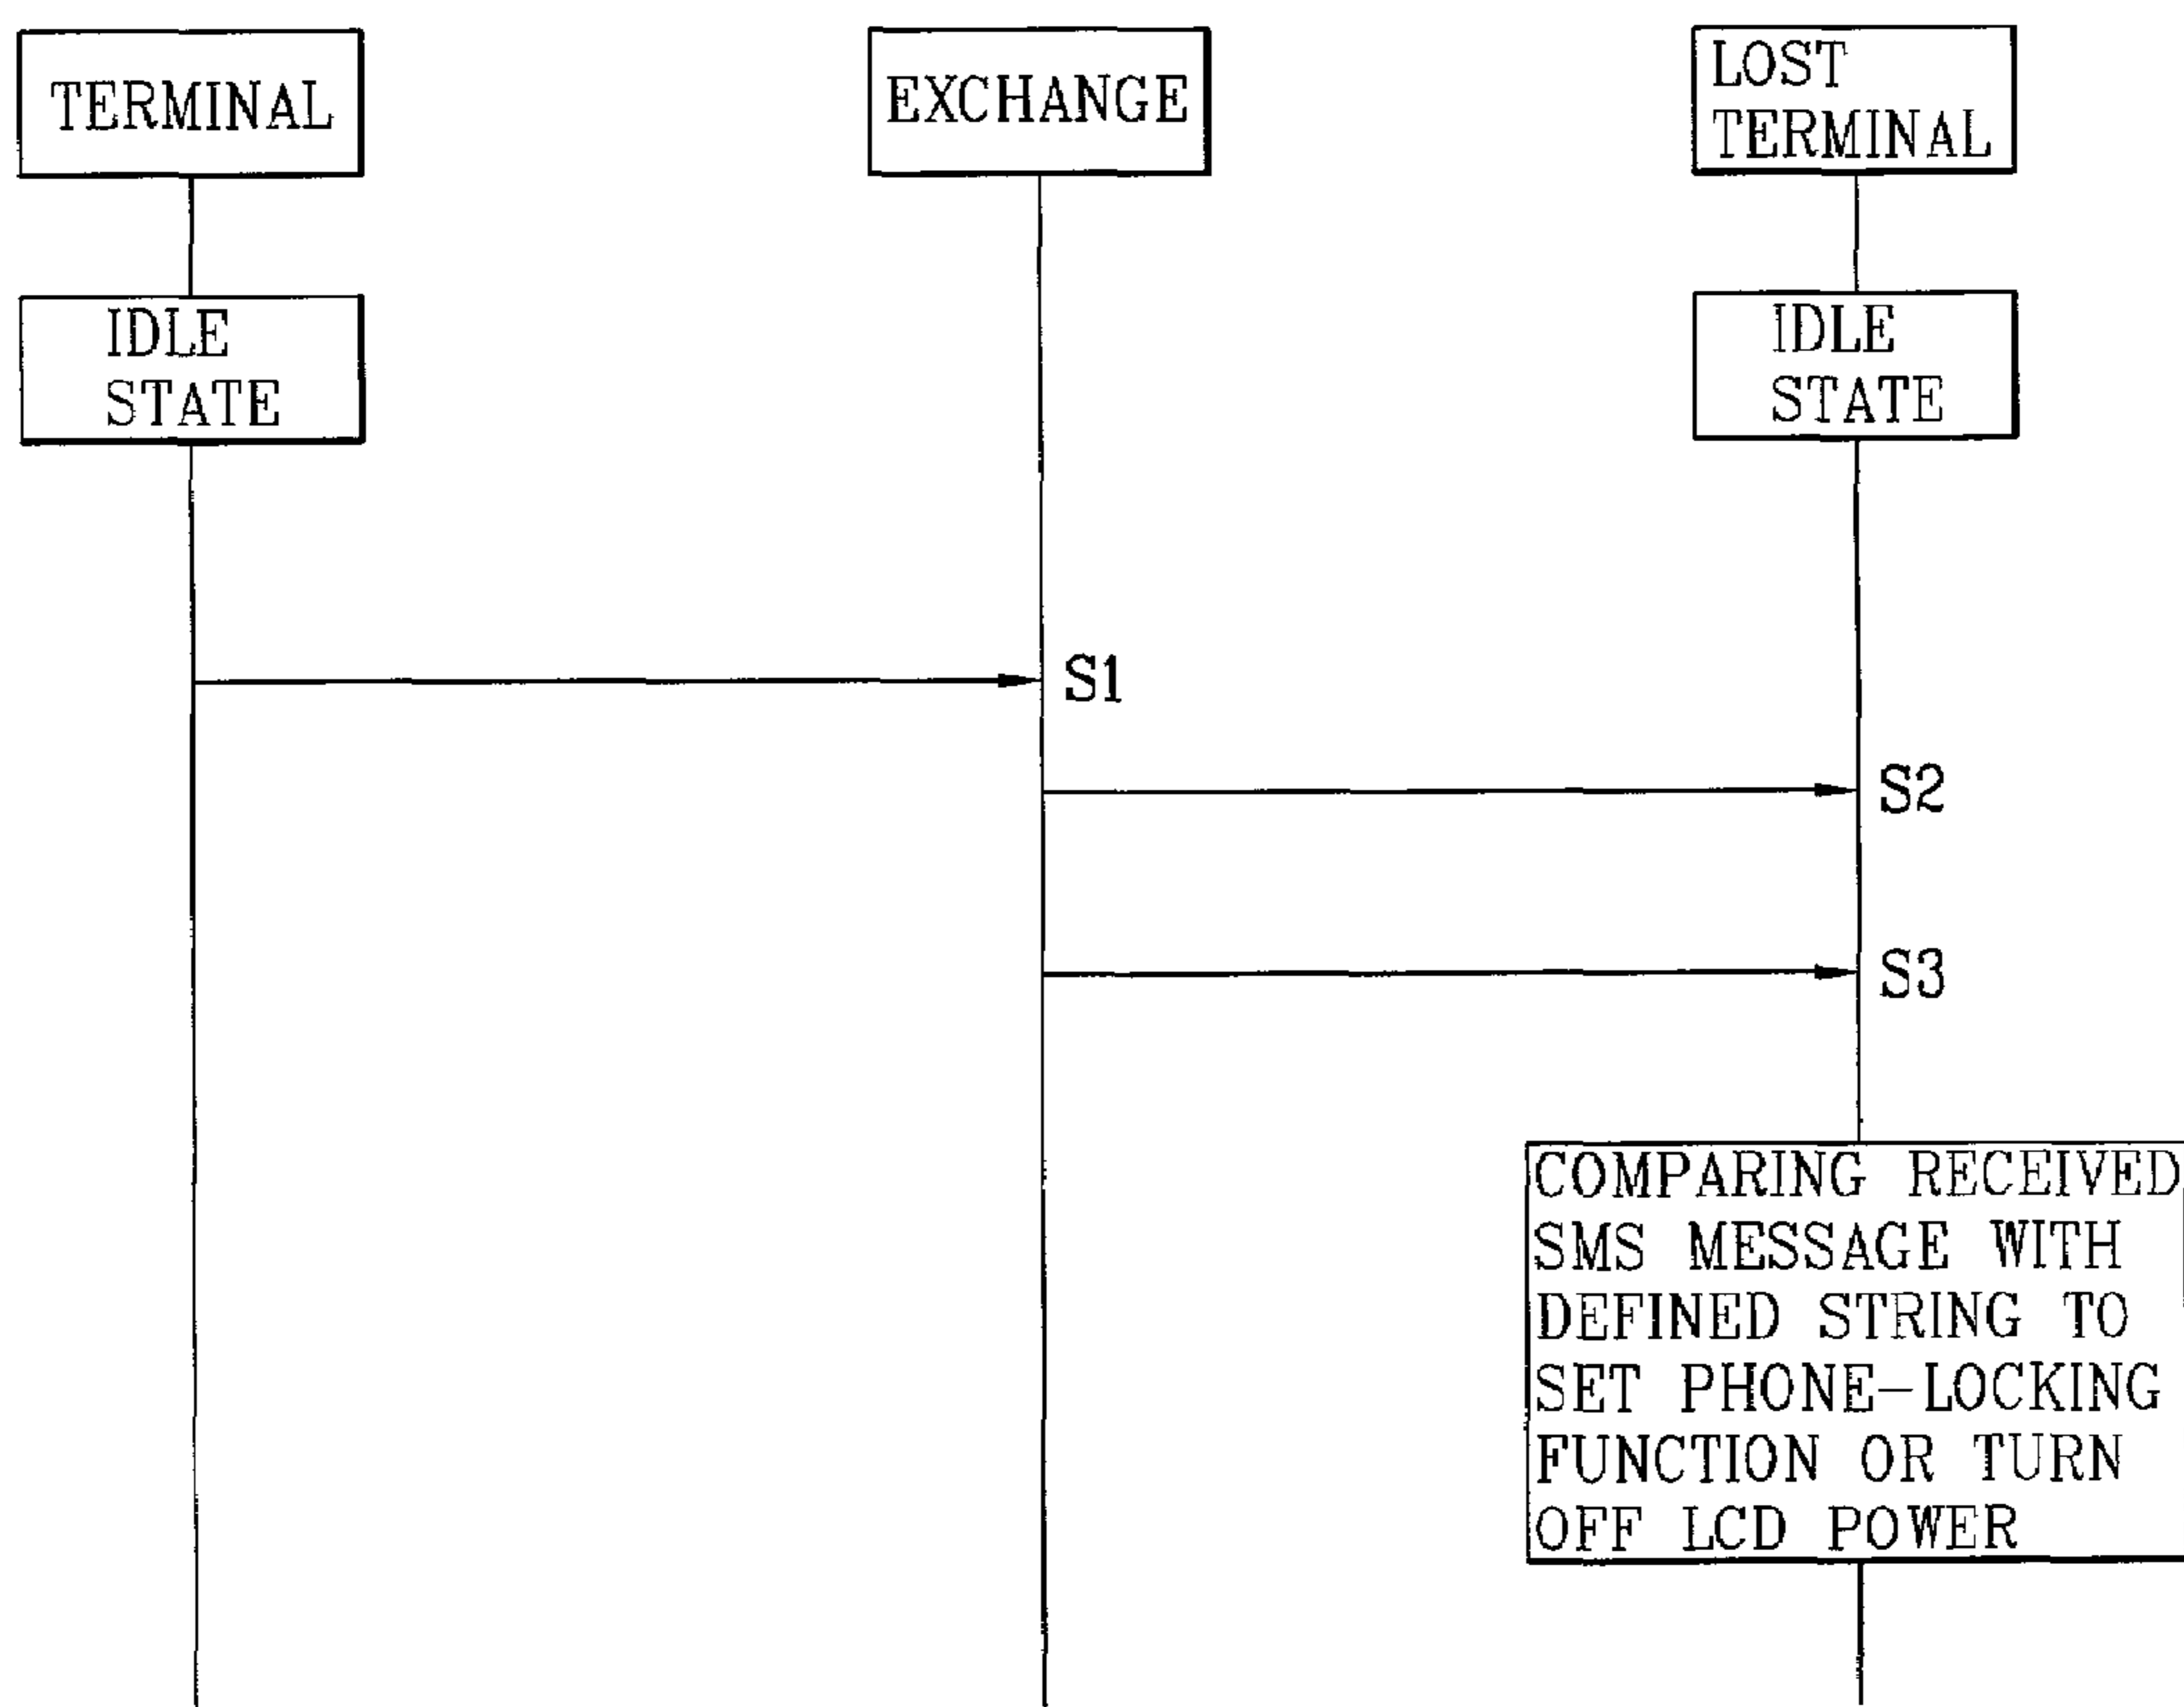 TERMINAL
EXCHANGE
LOST
TERMINAL
IDLE
STATE
IDLE
STATE
S1
S2
S3
COMPARING RECEIVED
SMS MESSAGE WITH
DEFINED STRING TO
SET PHONE-LOCKING
FUNCTION OR TURN
OFF LCD POWER